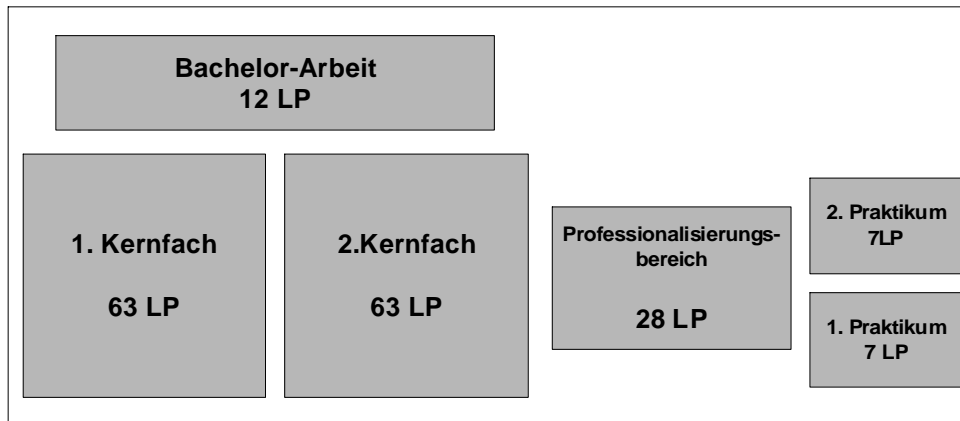 Bachelor-Arbeit
12 LP
1. Kernfach
63 LP
2.Kernfach
63 LP
Professionalisierungs-
bereich
28 LP
2. Praktikum
7LP
1. Praktikum
7 LP